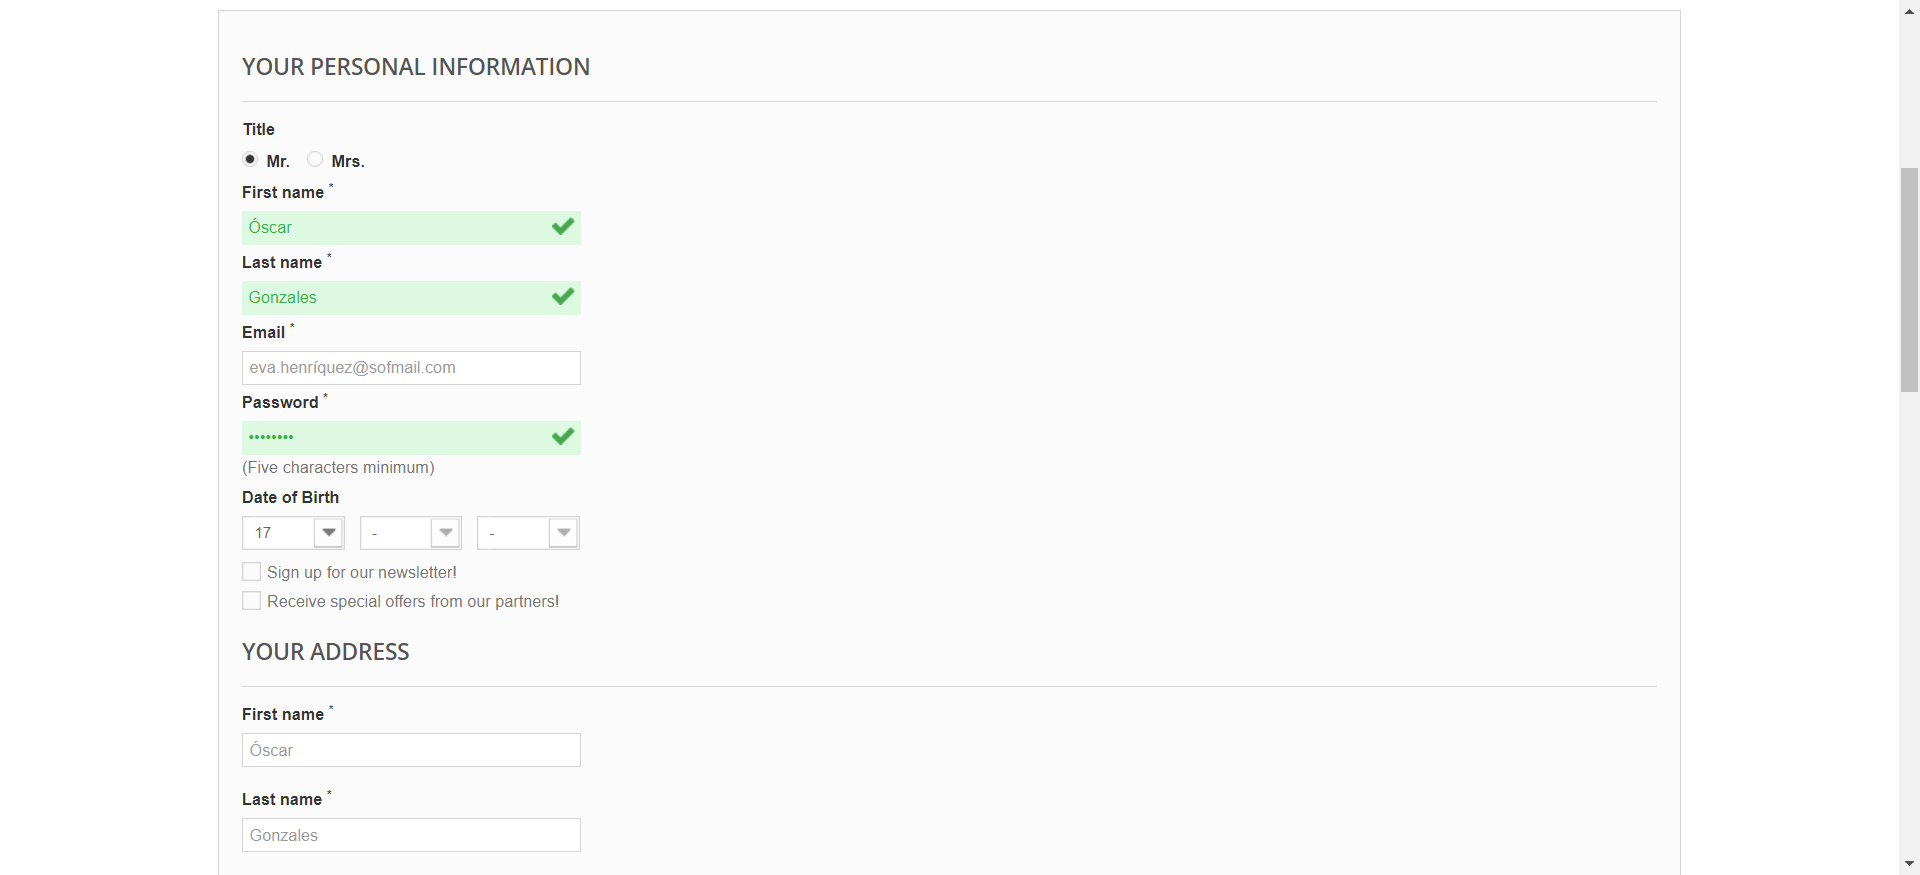 YOUR PERSONAL INFORMATION
Title
Mr. Mrs.
First name *
Óscar
Last name *
Gonzales
Email *
eva.henríquez@sofmail.com
Password *
••••••••
(Five characters minimum)
Date of Birth
17 - -
Sign up for our newsletter!
Receive special offers from our partners!
YOUR ADDRESS
First name *
Óscar
Last name *
Gonzales